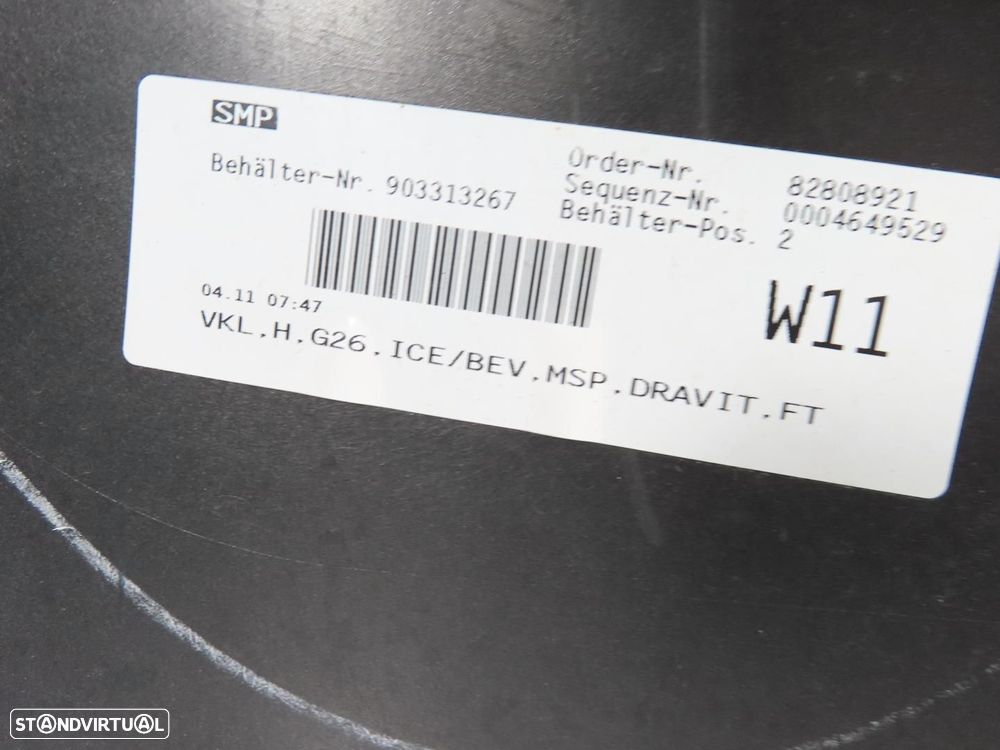 SMP
Behälter-Nr. 903313267
Order-Nr. 82808921
Sequenz-Nr. 0004649529
Behälter-Pos. 2
W11
04.11 07:47
VKL,H,G26,ICE/BEV,MSP,DRAVIT,FT
STANDVIRTUAL